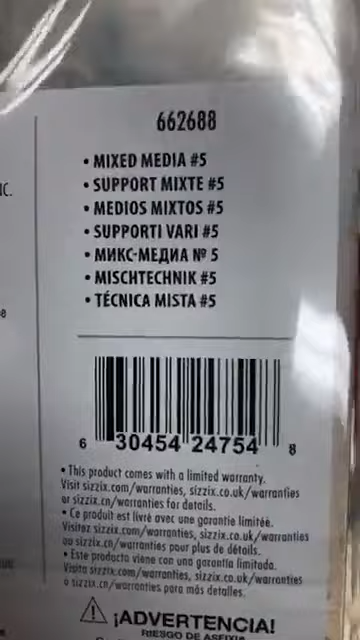 662688
• MIXED MEDIA #5
• SUPPORT MIXTE #5
• MEDIOS MIXTOS #5
• SUPPORTI VARI #5
• МИКС-МЕДИА № 5
• MISCHTECHNIK #5
• TÉCNICA MISTA #5
6 30454 24754 8
• This product comes with a limited warranty.
Visit sizzix.com/warranties, sizzix.co.uk/warranties
or sizzix.cn/warranties for details.
• Ce produit est livré avec une garantie limitée.
Visitez sizzix.com/warranties, sizzix.co.uk/warranties
ou sizzix.cn/warranties pour plus de détails.
• Este producto viene con una garantía limitada.
Visita sizzix.com/warranties, sizzix.co.uk/warranties
o sizzix.cn/warranties para más detalles.
¡ADVERTENCIA!
RIESGO DE ASFIXIA